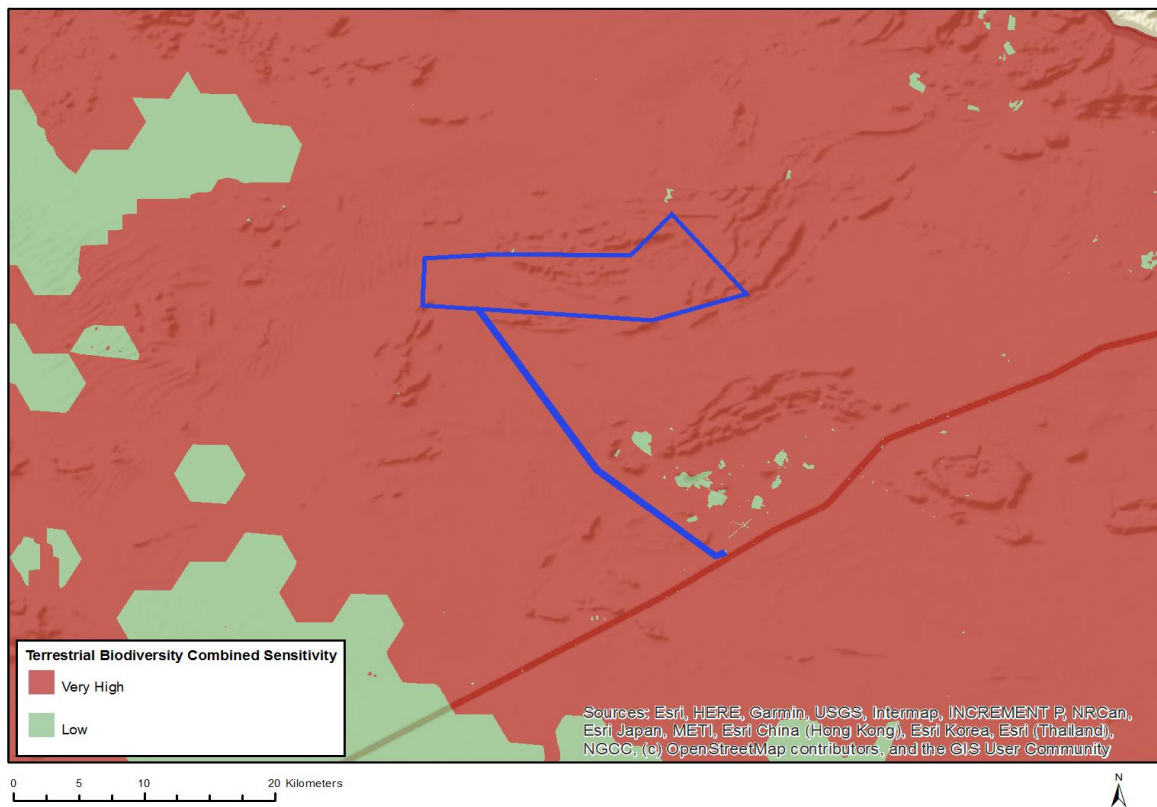 Terrestrial Biodiversity Combined Sensitivity
Very High
Low
Sources: Esri, HERE, Garmin, USGS, Intermap, INCREMENT P, NRCan,
Esri Japan, METI, Esri China (Hong Kong), Esri Korea, Esri (Thailand),
NGCC, (c) OpenStreetMap contributors, and the GIS User Community
0 5 10 20 Kilometers
N